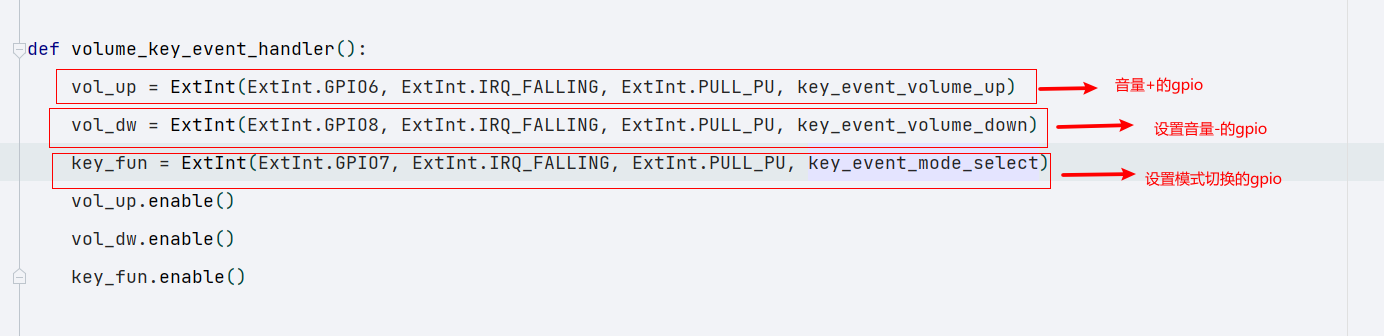 def volume_key_event_handler():
vol_up = ExtInt(ExtInt.GPIO6, ExtInt.IRQ_FALLING, ExtInt.PULL_PU, key_event_volume_up)
音量+的gpio
vol_dw = ExtInt(ExtInt.GPIO8, ExtInt.IRQ_FALLING, ExtInt.PULL_PU, key_event_volume_down)
设置音量-的gpio
key_fun = ExtInt(ExtInt.GPIO7, ExtInt.IRQ_FALLING, ExtInt.PULL_PU, key_event_mode_select)
设置模式切换的gpio
vol_up.enable()
vol_dw.enable()
key_fun.enable()